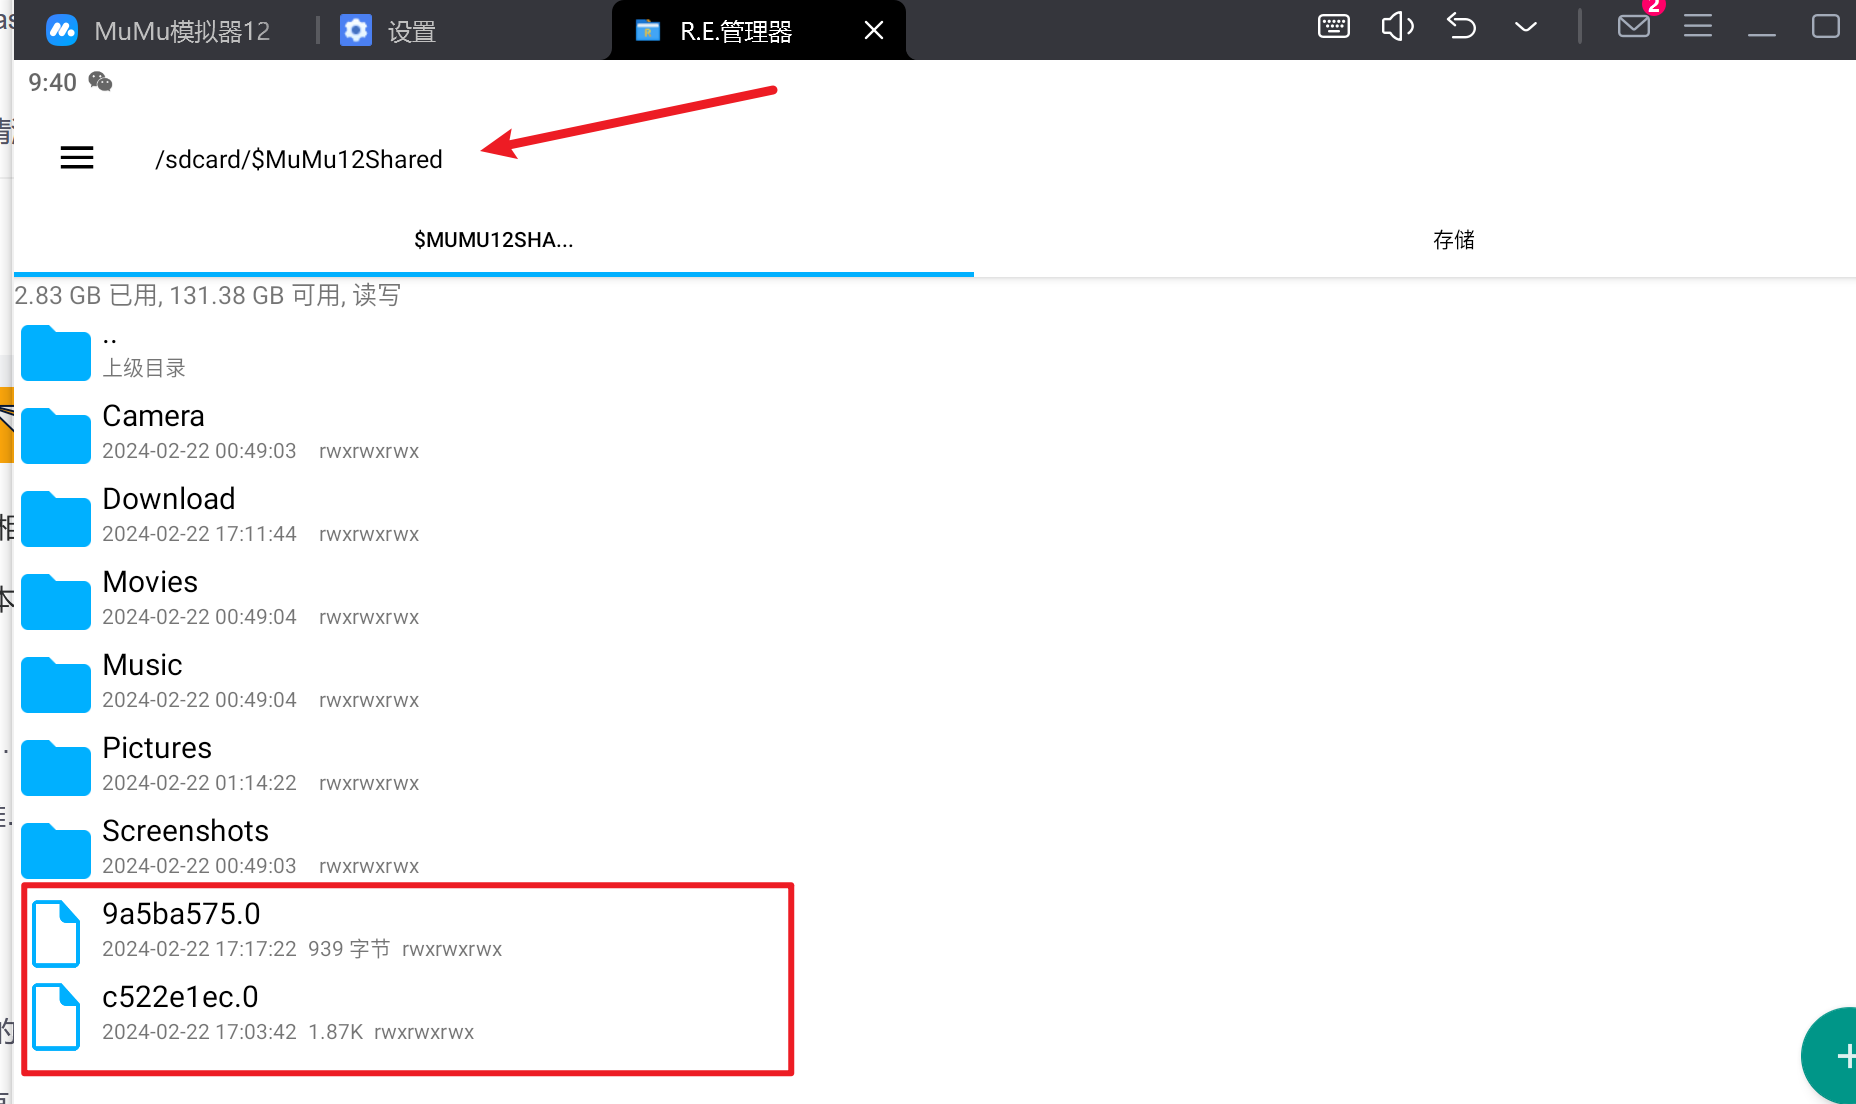 MuMu模拟器12
设置
R.E.管理器
2
9:40
/sdcard/$MuMu12Shared
$MUMU12SHA...
存储
2.83 GB 已用, 131.38 GB 可用, 读写
..
上级目录
Camera
2024-02-22 00:49:03 rwxrwxrwx
Download
2024-02-22 17:11:44 rwxrwxrwx
Movies
2024-02-22 00:49:04 rwxrwxrwx
Music
2024-02-22 00:49:04 rwxrwxrwx
Pictures
2024-02-22 01:14:22 rwxrwxrwx
Screenshots
2024-02-22 00:49:03 rwxrwxrwx
9a5ba575.0
2024-02-22 17:17:22 939 字节 rwxrwxrwx
c522e1ec.0
2024-02-22 17:03:42 1.87K rwxrwxrwx